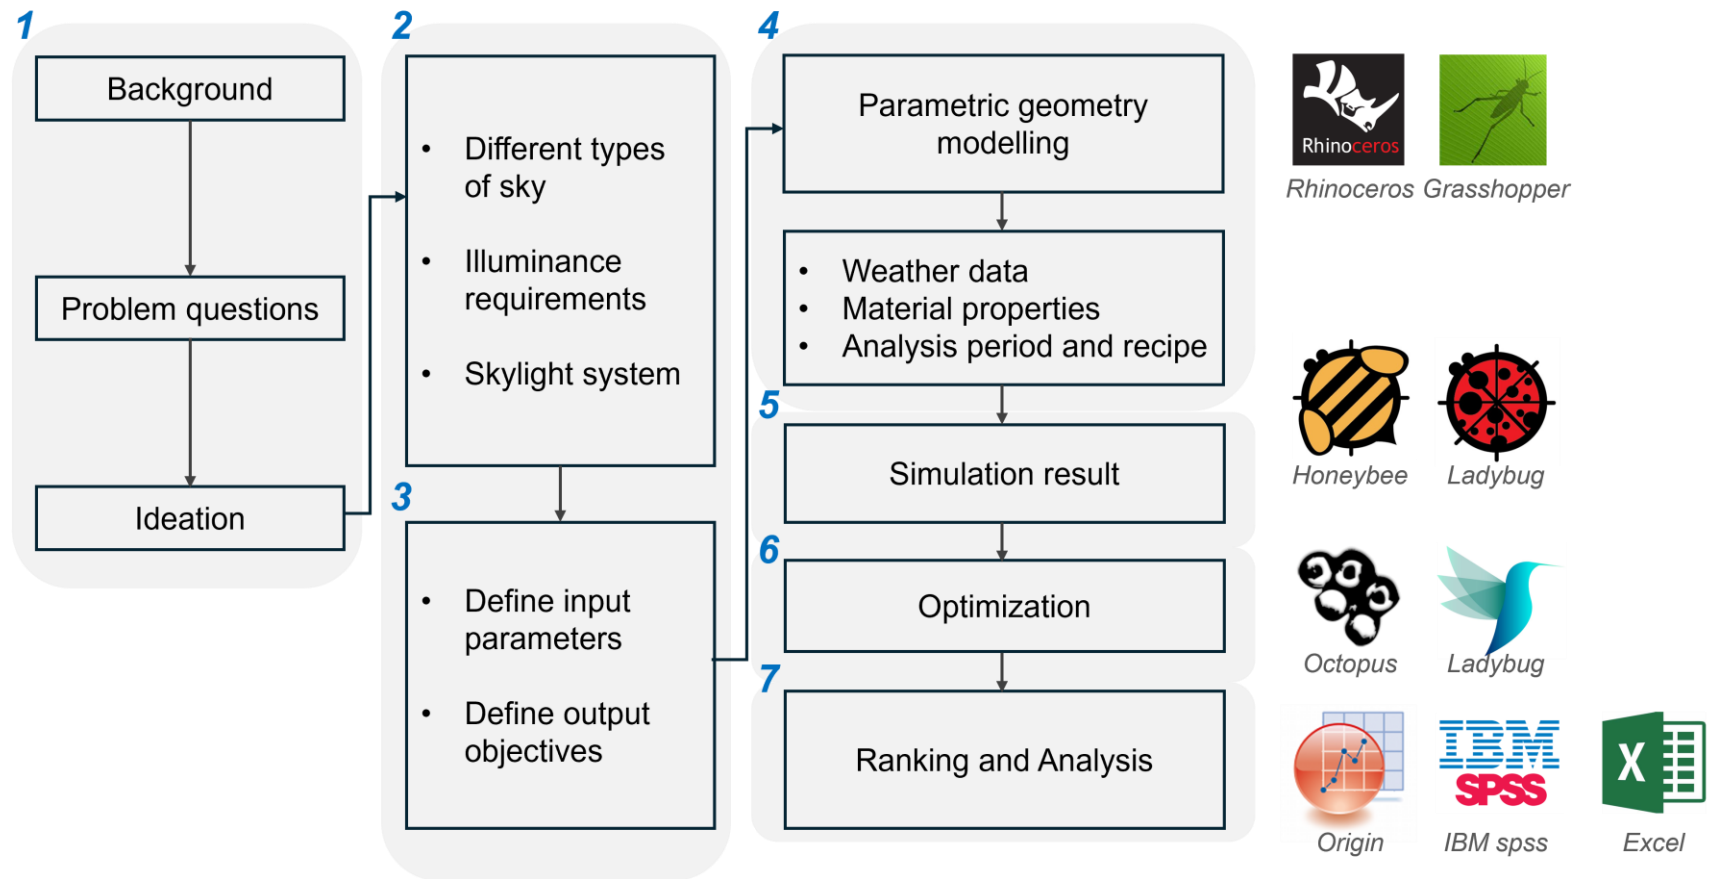 1
Background
Problem questions
Ideation
2
• Different types
of sky
• Illuminance
requirements
• Skylight system
3
• Define input
parameters
• Define output
objectives
4
Parametric geometry
modelling
• Weather data
• Material properties
• Analysis period and recipe
5
Simulation result
6
Optimization
7
Ranking and Analysis
Rhinoceros
Rhinoceros Grasshopper
Honeybee Ladybug
Octopus Ladybug
IBM
SPSS
X
Origin IBM spss Excel